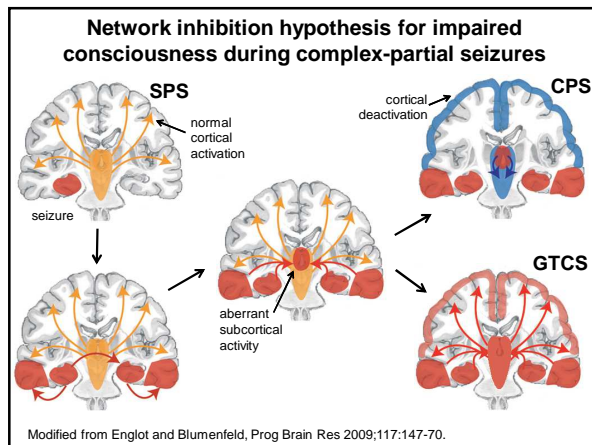 Network inhibition hypothesis for impaired
consciousness during complex-partial seizures
SPS
normal
cortical
activation
seizure
cortical
deactivation
CPS
aberrant
subcortical
activity
GTCS
Modified from Englot and Blumenfeld, Prog Brain Res 2009;117:147-70.